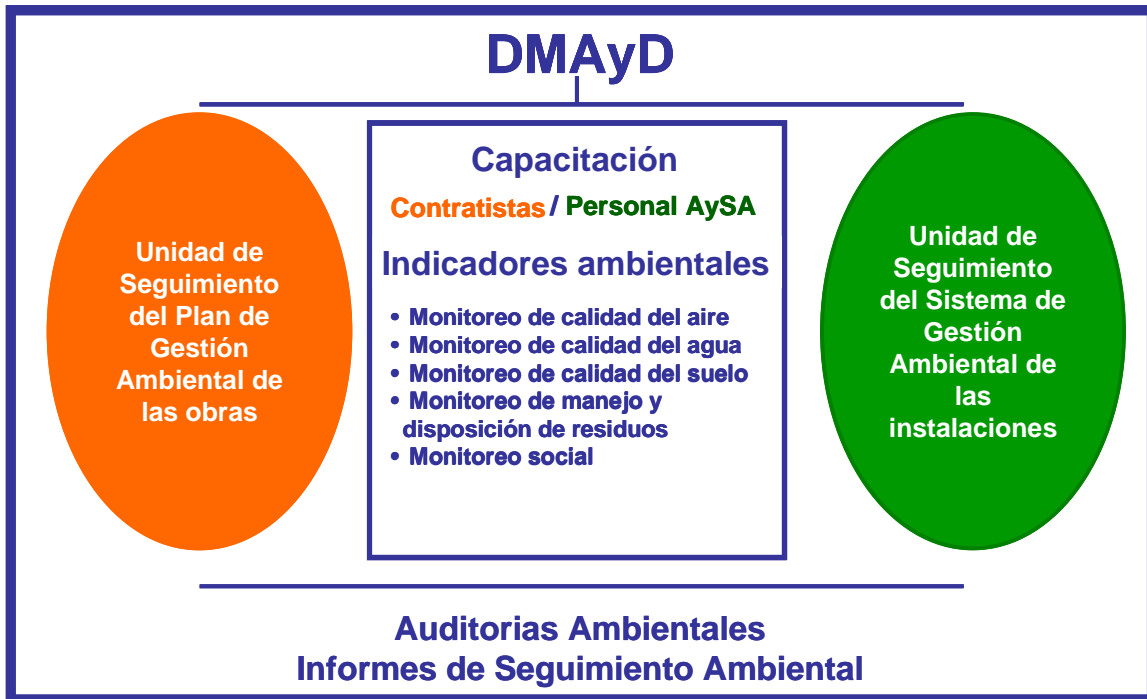 DMAyD
Unidad de
Seguimiento
del Plan de
Gestión
Ambiental de
las obras
Capacitación
Contratistas / Personal AySA
Indicadores ambientales
• Monitoreo de calidad del aire
• Monitoreo de calidad del agua
• Monitoreo de calidad del suelo
• Monitoreo de manejo y
disposición de residuos
• Monitoreo social
Unidad de
Seguimiento
del Sistema de
Gestión
Ambiental de
las
instalaciones
Auditorias Ambientales
Informes de Seguimiento Ambiental